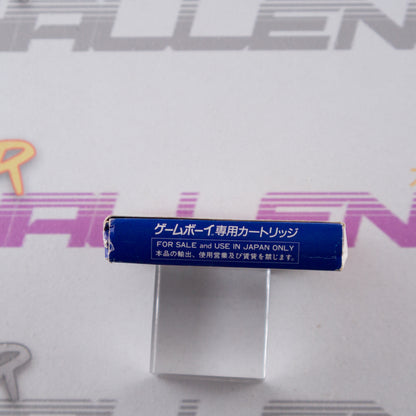 ALLEN
R
ALLEN
ゲームボーイ専用カートリッジ
FOR SALE and USE IN JAPAN ONLY
本品の輸出、使用営業及び賃貸を禁じます。